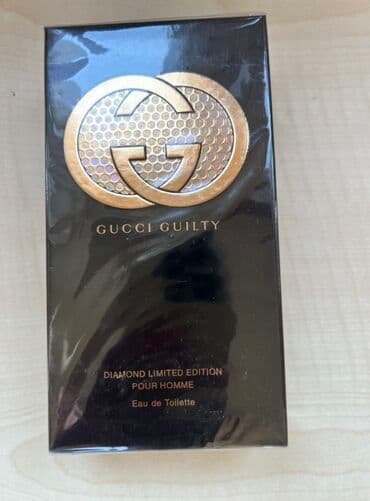 GUCCI GUILTY
DIAMOND LIMITED EDITION
POUR HOMME
Eau de Toilette